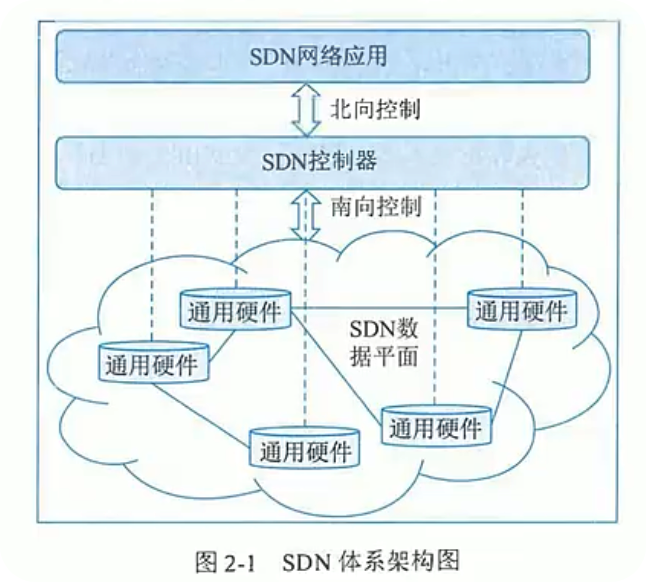 SDN网络应用
北向控制
SDN控制器
南向控制
通用硬件
通用硬件
SDN数
据平面
通用硬件
通用硬件
通用硬件
图 2-1 SDN 体系架构图